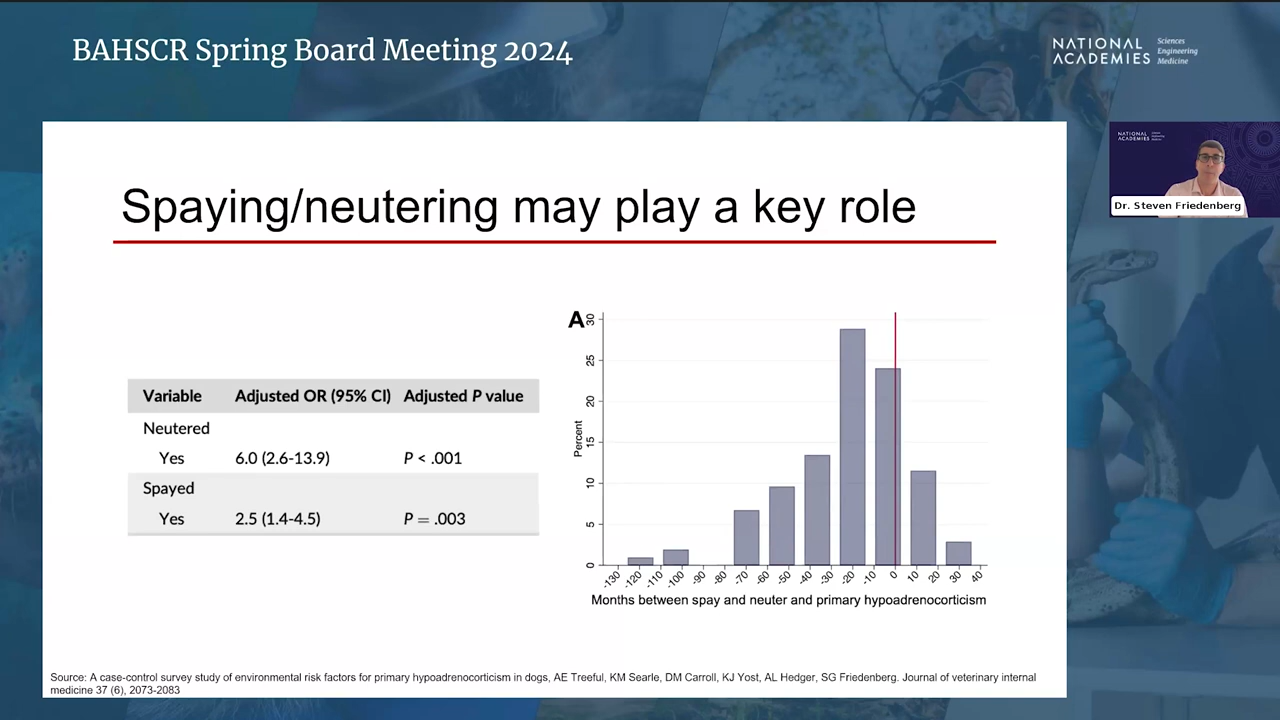 BAHSCR Spring Board Meeting 2024
NATIONAL
ACADEMIES
Sciences
Engineering
Medicine
NATIONAL
ACADEMIES
Dr. Steven Friedenberg
Spaying/neutering may play a key role
Variable Adjusted OR (95% CI) Adjusted P value
Neutered
Yes 6.0 (2.6-13.9) P < .001
Spayed
Yes 2.5 (1.4-4.5) P = .003
A
Percent
30
25
20
15
10
5
0
-130 -120 -110 -100 -90 -80 -70 -60 -50 -40 -30 -20 -10 0 10 20 30 40
Months between spay and neuter and primary hypoadrenocorticism
Source: A case-control survey study of environmental risk factors for primary hypoadrenocorticism in dogs, AE Treeful, KM Searle, DM Carroll, KJ Yost, AL Hedger, SG Friedenberg. Journal of veterinary internal
medicine 37 (6), 2073-2083